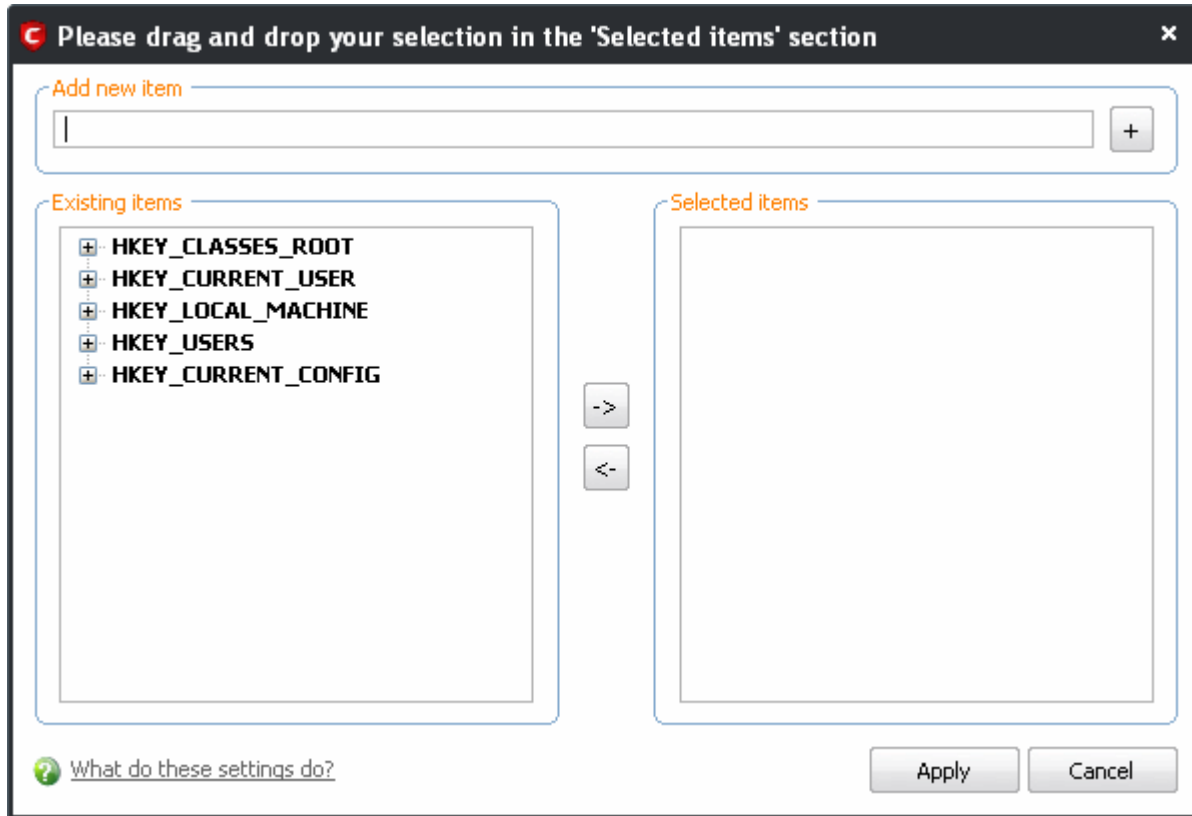 Please drag and drop your selection in the 'Selected items' section
Add new item
+
Existing items
HKEY_CLASSES_ROOT
HKEY_CURRENT_USER
HKEY_LOCAL_MACHINE
HKEY_USERS
HKEY_CURRENT_CONFIG
->
<-
Selected items
What do these settings do?
Apply
Cancel